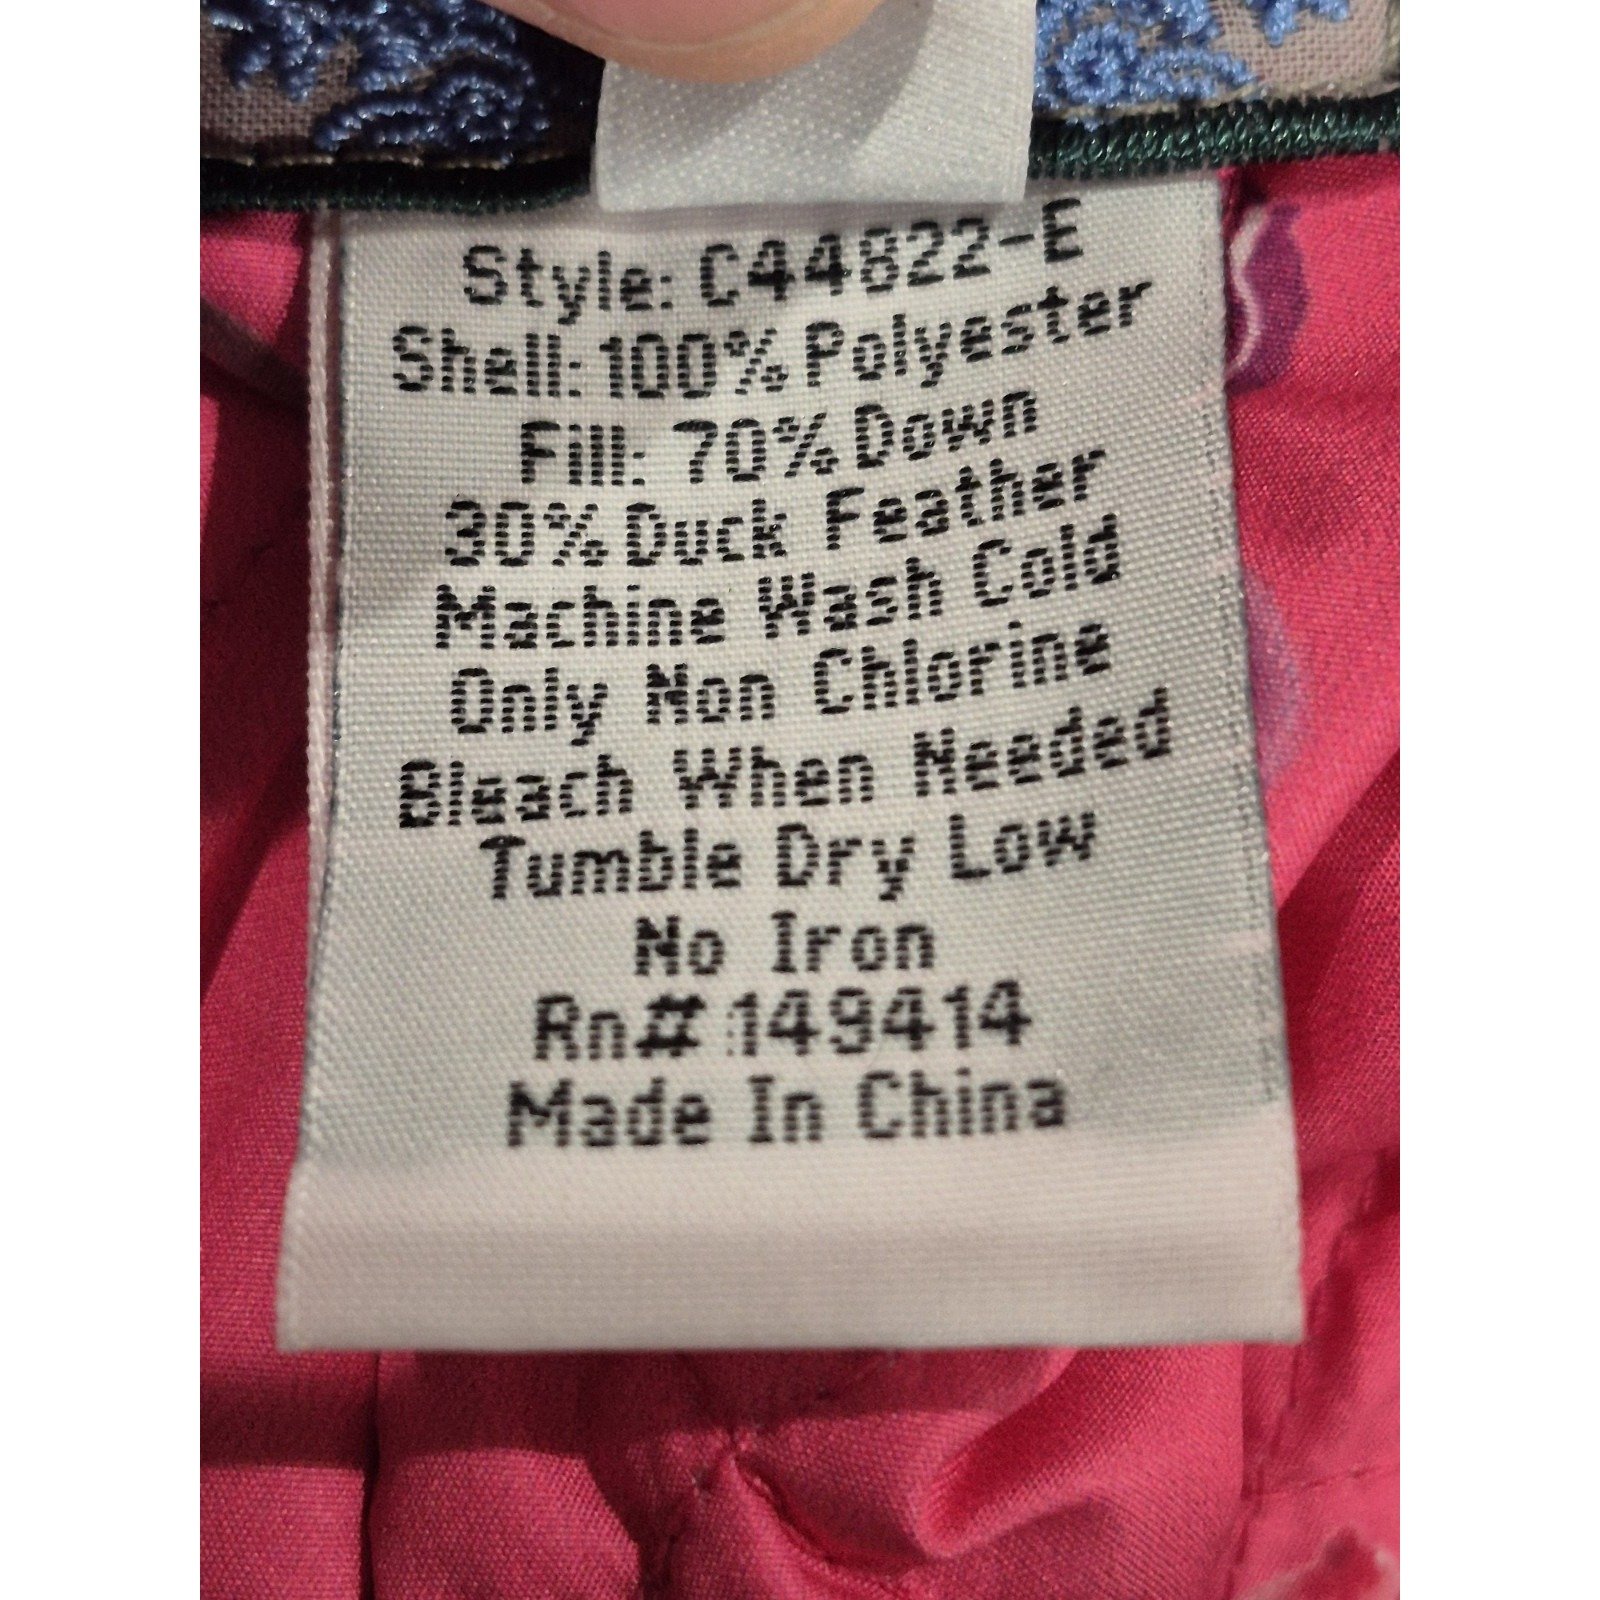 Style: C44822-E
Shell: 100% Polyester
Fill: 70% Down
30% Duck Feather
Machine Wash Cold
Only Non Chlorine
Bleach When Needed
Tumble Dry Low
No Iron
Rn# 149414
Made In China